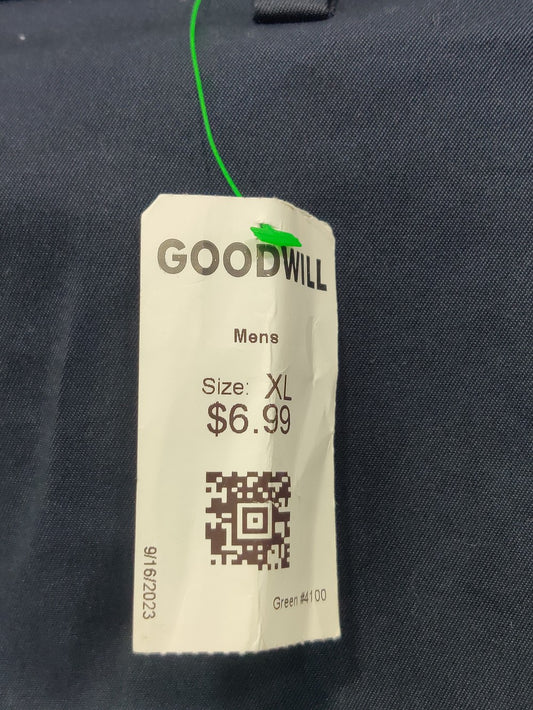 GOODWILL
Mens
Size: XL
$6.99
9/16/2023
Green #4100